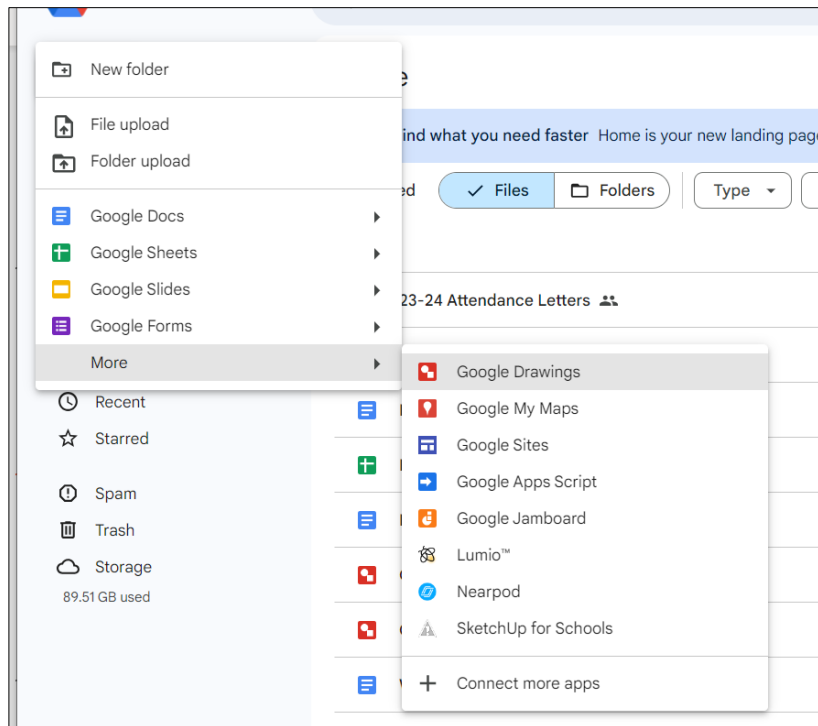 New folder
File upload
Folder upload
Google Docs
Google Sheets
Google Slides
Google Forms
More
Recent
Starred
Spam
Trash
Storage
89.51 GB used
ind what you need faster Home is your new landing page
Files
Folders
Type
23-24 Attendance Letters
Google Drawings
Google My Maps
Google Sites
Google Apps Script
Google Jamboard
Lumio™
Nearpod
SketchUp for Schools
Connect more apps